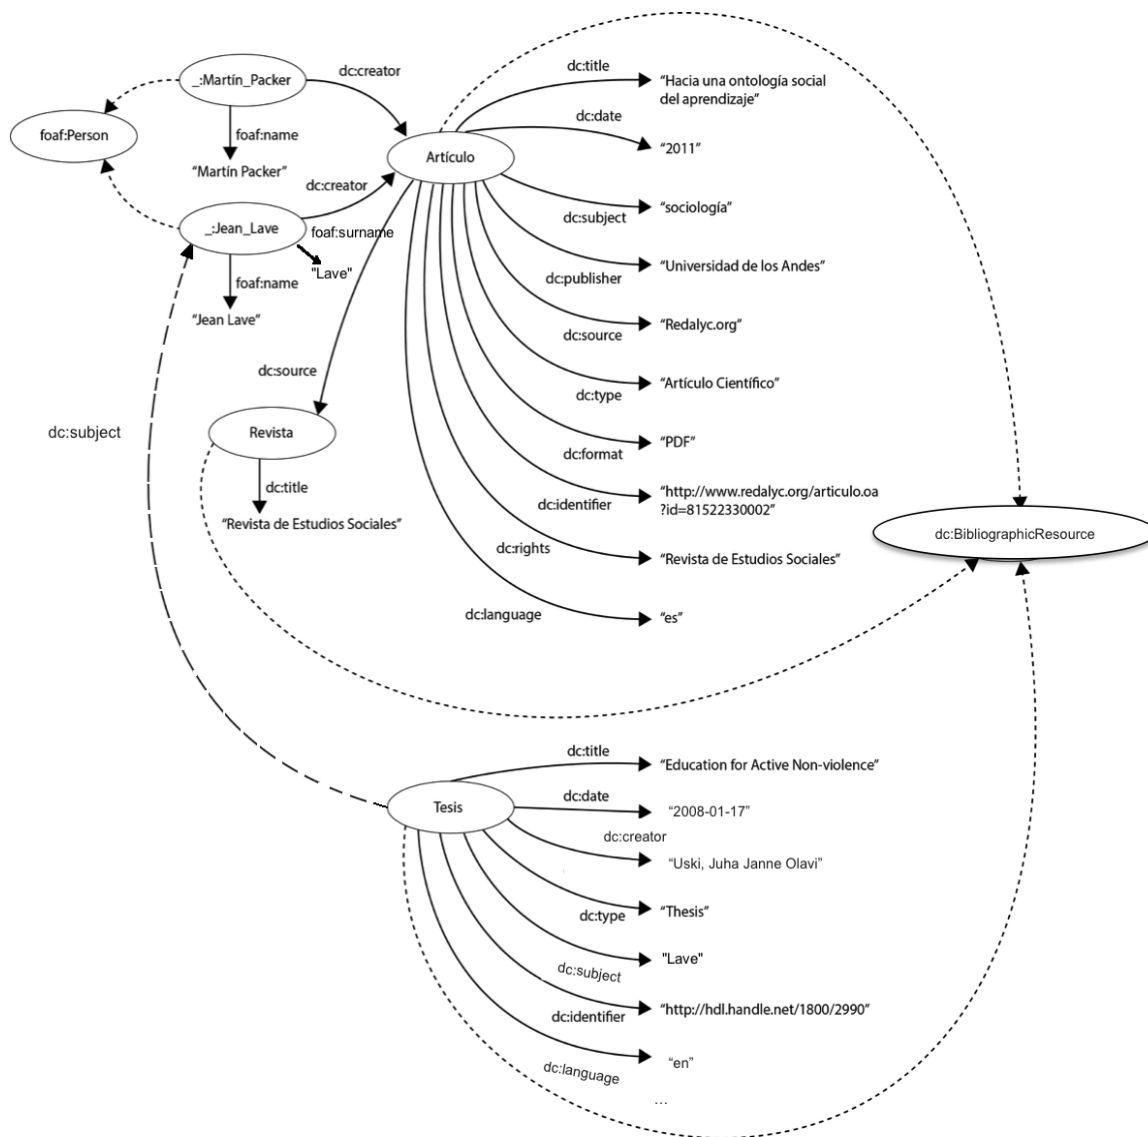 _:Martín_Packer
dc:creator
foaf:Person
foaf:name
"Martín Packer"
dc:creator
_:Jean_Lave
foaf:surname
"Lave"
foaf:name
"Jean Lave"
Artículo
dc:title
"Hacia una ontología social
del aprendizaje"
dc:date
"2011"
dc:subject
"sociología"
dc:publisher
"Universidad de los Andes"
dc:source
"Redalyc.org"
dc:type
"Artículo Científico"
dc:format
"PDF"
dc:identifier
"http://www.redalyc.org/articulo.oa
?id=81522330002"
dc:rights
"Revista de Estudios Sociales"
dc:language
"es"
dc:source
Revista
dc:title
"Revista de Estudios Sociales"
dc:subject
dc:BibliographicResource
Tesis
dc:title
"Education for Active Non-violence"
dc:date
"2008-01-17"
dc:creator
"Uski, Juha Janne Olavi"
dc:type
"Thesis"
dc:subject
"Lave"
dc:identifier
"http://hdl.handle.net/1800/2990"
dc:language
"en"
...